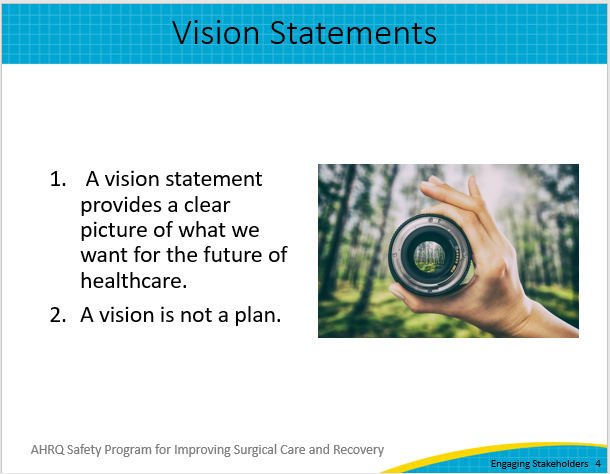 Vision Statements
1. A vision statement
provides a clear
picture of what we
want for the future of
healthcare.
2. A vision is not a plan.
AHRQ Safety Program for Improving Surgical Care and Recovery
Engaging Stakeholders 4